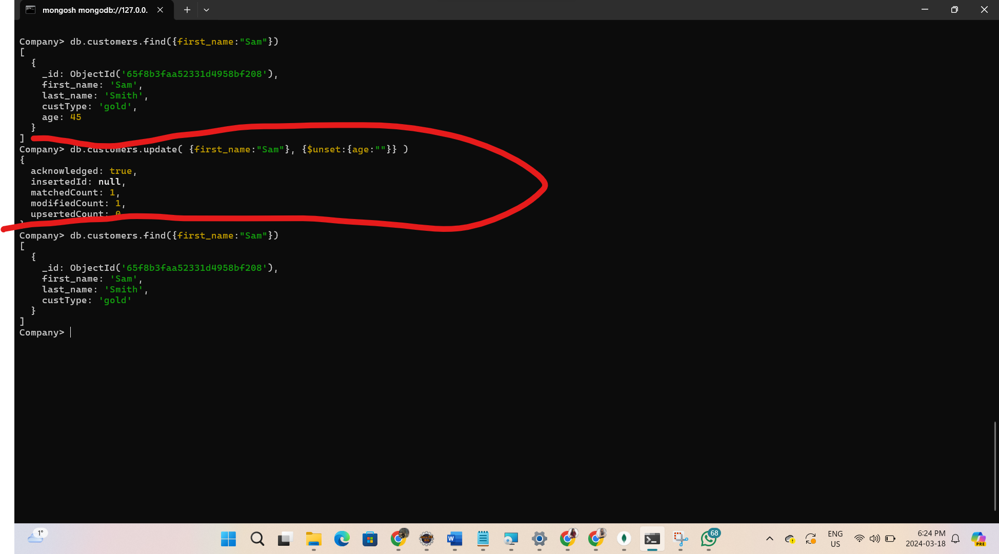 mongosh mongodb://127.0.0.
Company> db.customers.find({first_name:"Sam"})
[
  {
    _id: ObjectId('65f8b3faa52331d4958bf208'),
    first_name: 'Sam',
    last_name: 'Smith',
    custType: 'gold',
    age: 45
  }
]
Company> db.customers.update( {first_name:"Sam"}, {$unset:{age:""}} )
{
  acknowledged: true,
  insertedId: null,
  matchedCount: 1,
  modifiedCount: 1,
  upsertedCount: 0
}
Company> db.customers.find({first_name:"Sam"})
[
  {
    _id: ObjectId('65f8b3faa52331d4958bf208'),
    first_name: 'Sam',
    last_name: 'Smith',
    custType: 'gold'
  }
]
Company>
1°
W
68
ENG
US
6:24 PM
2024-03-18
PRE